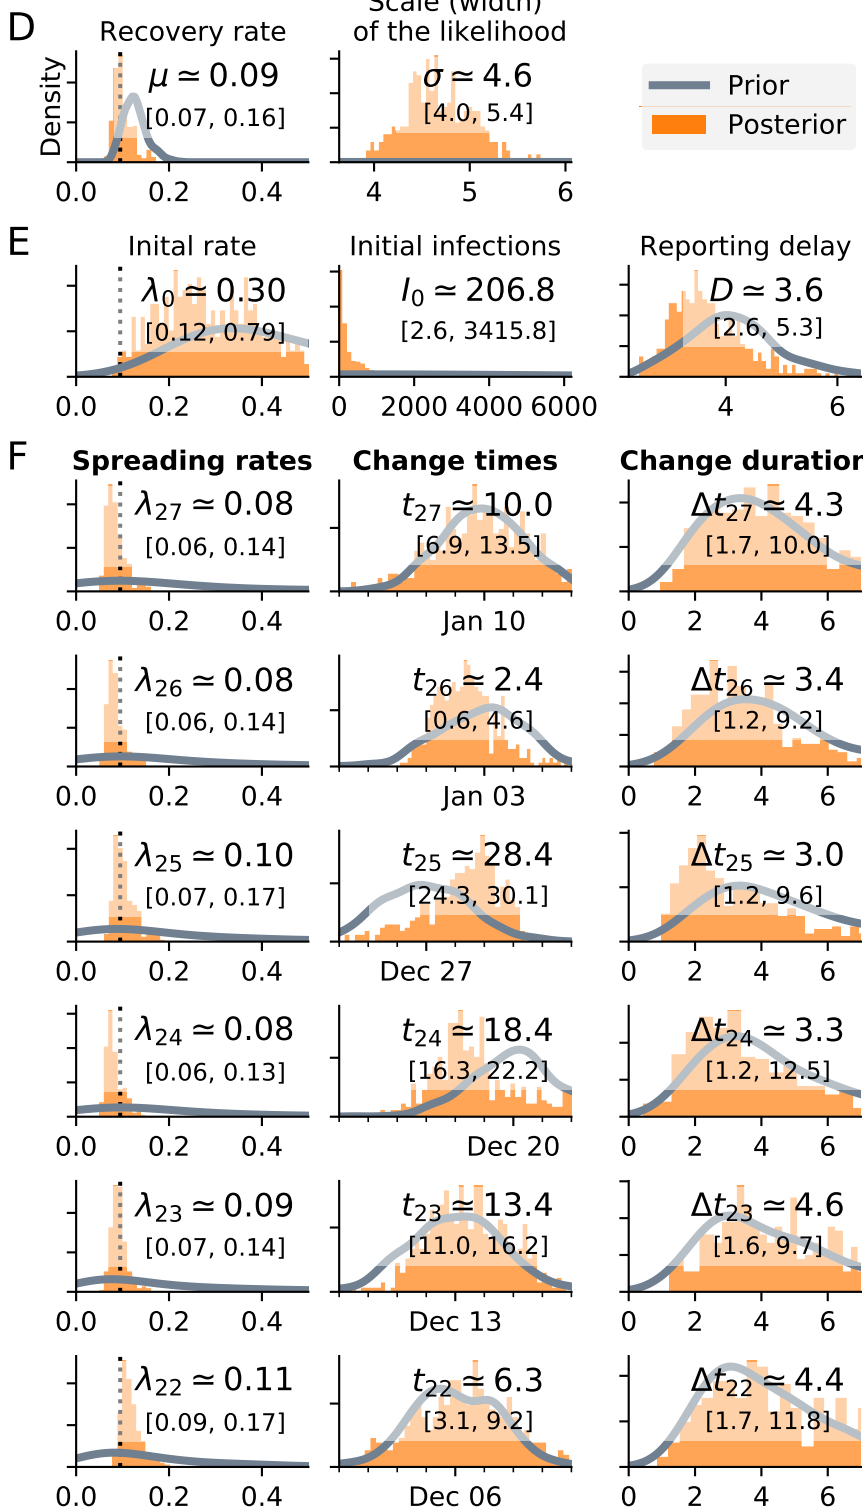 D
Recovery rate
Scale (width)
of the likelihood
Density
μ ≃ 0.09
[0.07, 0.16]
0.0 0.2 0.4
σ ≃ 4.6
[4.0, 5.4]
4 5 6
Prior
Posterior
E
Inital rate
λ0 ≃ 0.30
[0.12, 0.79]
0.0 0.2 0.4
Initial infections
I0 ≃ 206.8
[2.6, 3415.8]
0 2000 4000 6000
Reporting delay
D ≃ 3.6
[2.6, 5.3]
4 6
F
Spreading rates Change times Change duration
λ27 ≃ 0.08 t27 ≃ 10.0 Δt27 ≃ 4.3
[0.06, 0.14] [6.9, 13.5] [1.7, 10.0]
0.0 0.2 0.4 Jan 10 0 2 4 6
λ26 ≃ 0.08 t26 ≃ 2.4 Δt26 ≃ 3.4
[0.06, 0.14] [0.6, 4.6] [1.2, 9.2]
0.0 0.2 0.4 Jan 03 0 2 4 6
λ25 ≃ 0.10 t25 ≃ 28.4 Δt25 ≃ 3.0
[0.07, 0.17] [24.3, 30.1] [1.2, 9.6]
0.0 0.2 0.4 Dec 27 0 2 4 6
λ24 ≃ 0.08 t24 ≃ 18.4 Δt24 ≃ 3.3
[0.06, 0.13] [16.3, 22.2] [1.2, 12.5]
0.0 0.2 0.4 Dec 20 0 2 4 6
λ23 ≃ 0.09 t23 ≃ 13.4 Δt23 ≃ 4.6
[0.07, 0.14] [11.0, 16.2] [1.6, 9.7]
0.0 0.2 0.4 Dec 13 0 2 4 6
λ22 ≃ 0.11 t22 ≃ 6.3 Δt22 ≃ 4.4
[0.09, 0.17] [3.1, 9.2] [1.7, 11.8]
0.0 0.2 0.4 Dec 06 0 2 4 6